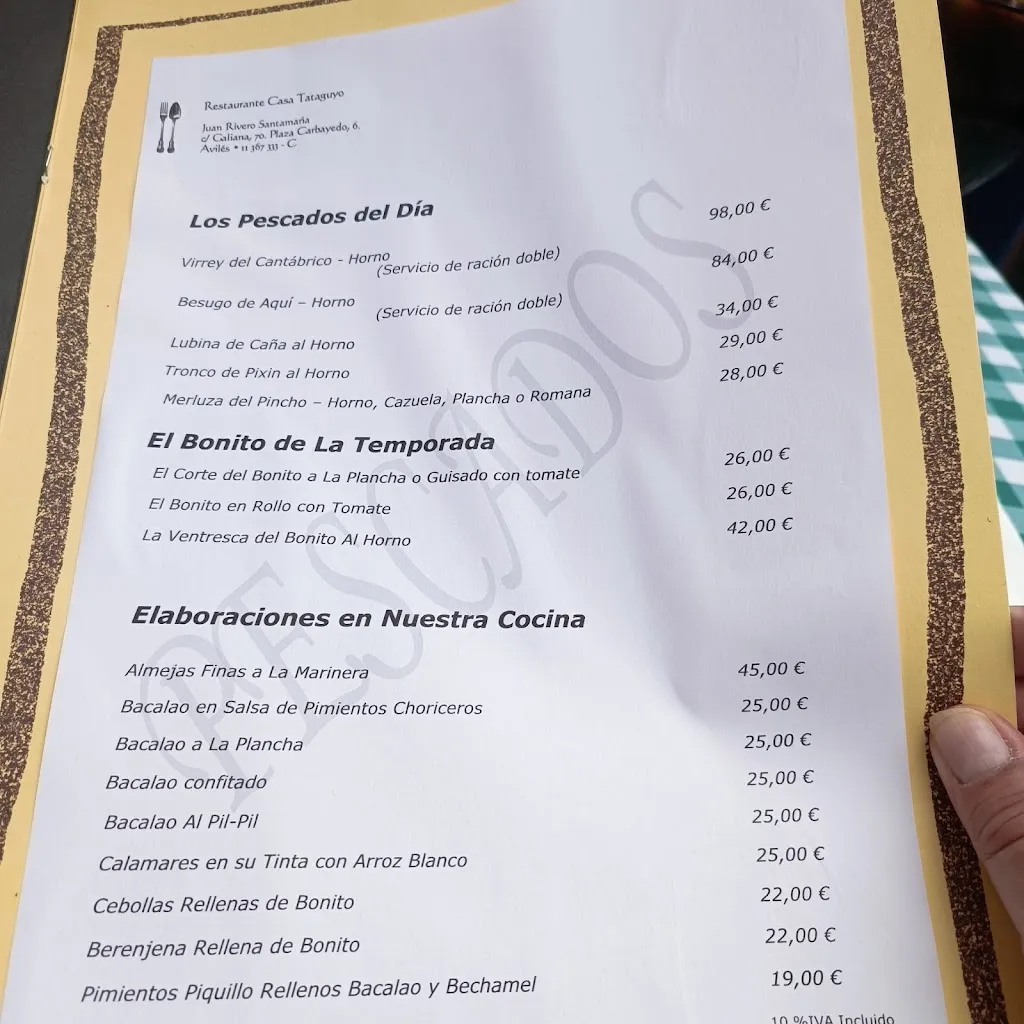 Restaurante Casa Tataguyo
Juan Rivero Santamaría
c/ Galiana, 70. Plaza Carbayedo, 6.
Avilés * 11 367 333 - C
Los Pescados del Día
Virrey del Cantábrico - Horno (Servicio de ración doble) 98,00 €
Besugo de Aquí – Horno (Servicio de ración doble) 84,00 €
Lubina de Caña al Horno 34,00 €
Tronco de Pixin al Horno 29,00 €
Merluza del Pincho – Horno, Cazuela, Plancha o Romana 28,00 €
El Bonito de La Temporada
El Corte del Bonito a La Plancha o Guisado con tomate 26,00 €
El Bonito en Rollo con Tomate 26,00 €
La Ventresca del Bonito Al Horno 42,00 €
Elaboraciones en Nuestra Cocina
Almejas Finas a La Marinera 45,00 €
Bacalao en Salsa de Pimientos Choriceros 25,00 €
Bacalao a La Plancha 25,00 €
Bacalao confitado 25,00 €
Bacalao Al Pil-Pil 25,00 €
Calamares en su Tinta con Arroz Blanco 25,00 €
Cebollas Rellenas de Bonito 22,00 €
Berenjena Rellena de Bonito 22,00 €
Pimientos Piquillo Rellenos Bacalao y Bechamel 19,00 €
10 %IVA Incluido
PESCADOS